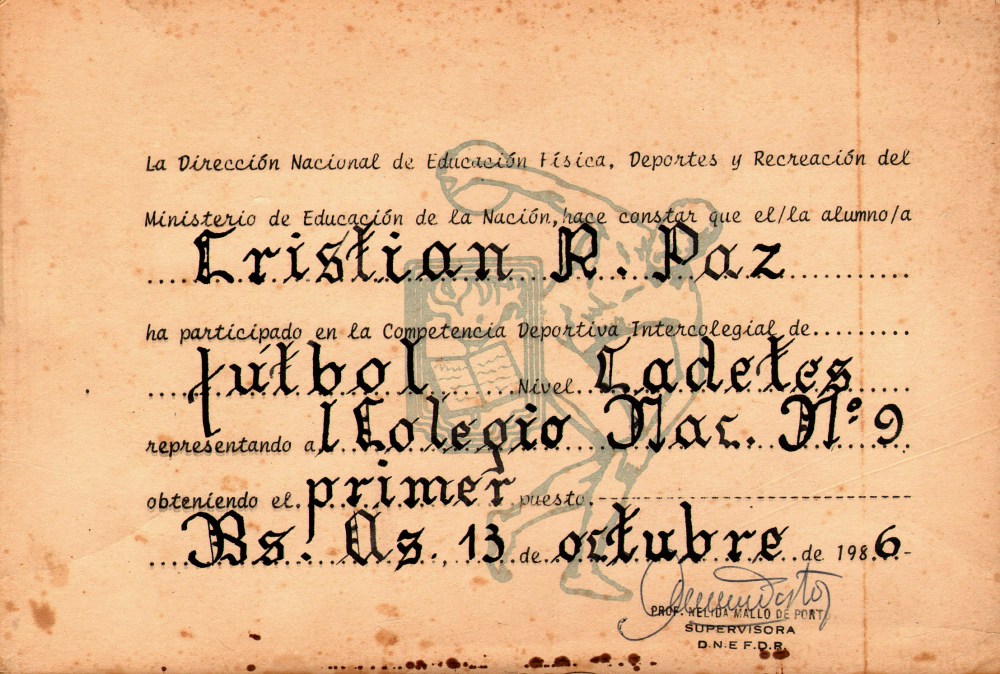 La Dirección Nacional de Educación Física, Deportes y Recreación del
Ministerio de Educación de la Nación, hace constar que el/la alumno/a
Cristian R. Paz
ha participado en la Competencia Deportiva Intercolegial de.........
fútbol Nivel Cadetes
representando al Colegio Nac. Nº 9
obteniendo el primer puesto.
Bs. As. 13 de octubre de 1986-
PROF. NELIDA MALLO DE PORT
SUPERVISORA
D.N.E F.D.R.